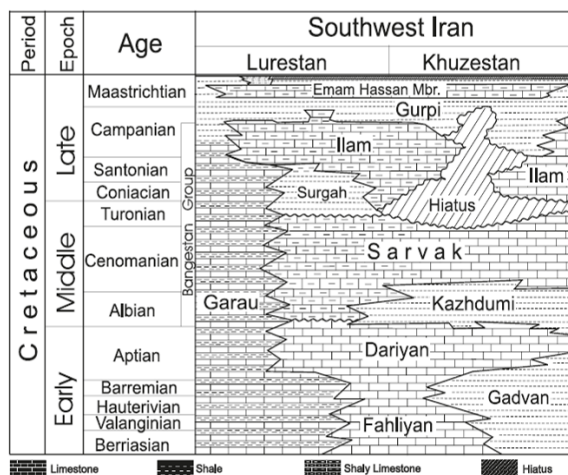 Period Epoch Age Southwest Iran
Lurestan Khuzestan
Cretaceous
Late
Middle
Early
Maastrichtian
Campanian
Santonian
Coniacian
Turonian
Cenomanian
Albian
Aptian
Barremian
Hauterivian
Valanginian
Berriasian
Bangestan Group
Emam Hassan Mbr.
Gurpi
Ilam
Ilam
Surgah
Hiatus
Sarvak
Garau
Kazhdumi
Dariyan
Gadvan
Fahliyan
Limestone Shale Shaly Limestone Hiatus